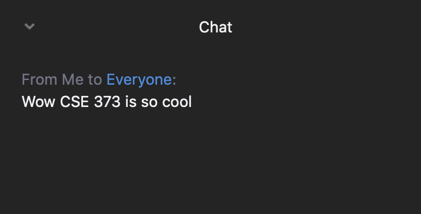 Chat
From Me to Everyone:
Wow CSE 373 is so cool